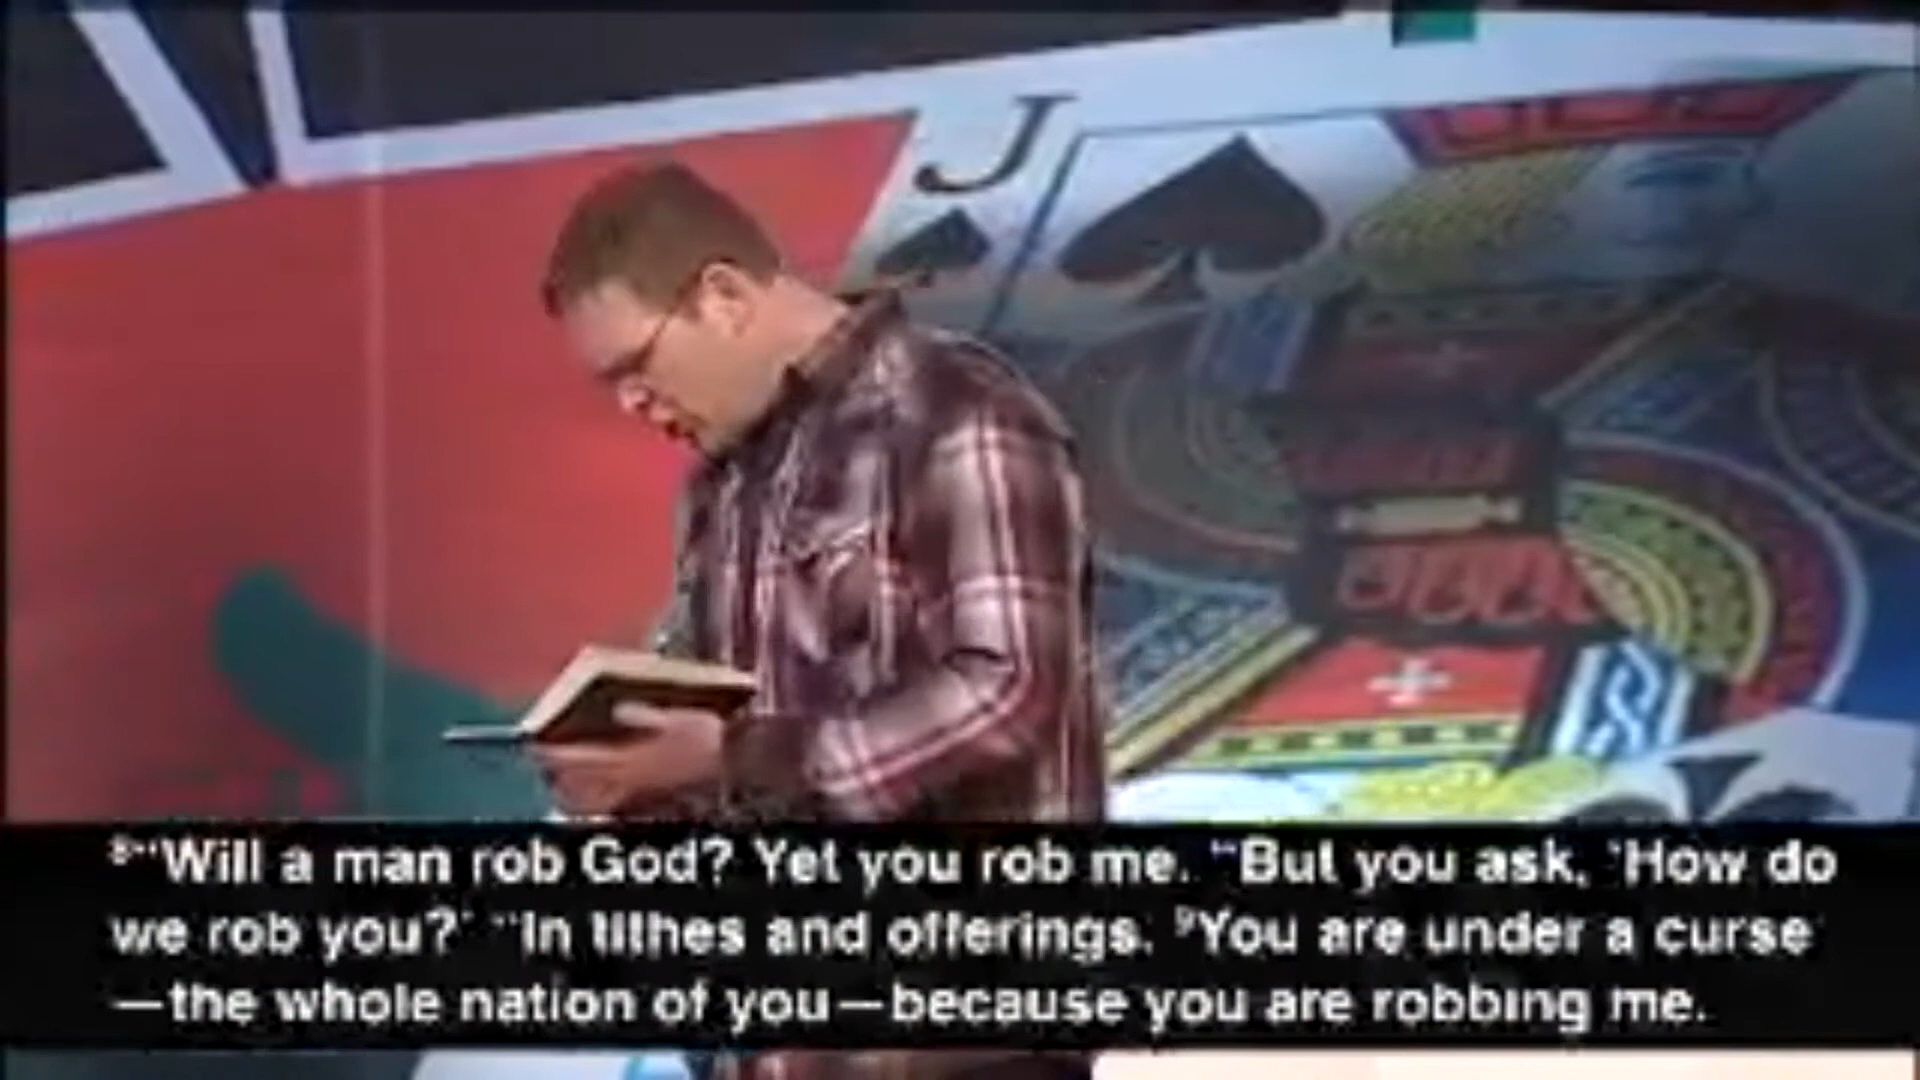 J
⁸"Will a man rob God? Yet you rob me. "But you ask, 'How do
we rob you?' "In tithes and offerings. ⁹You are under a curse
—the whole nation of you—because you are robbing me.